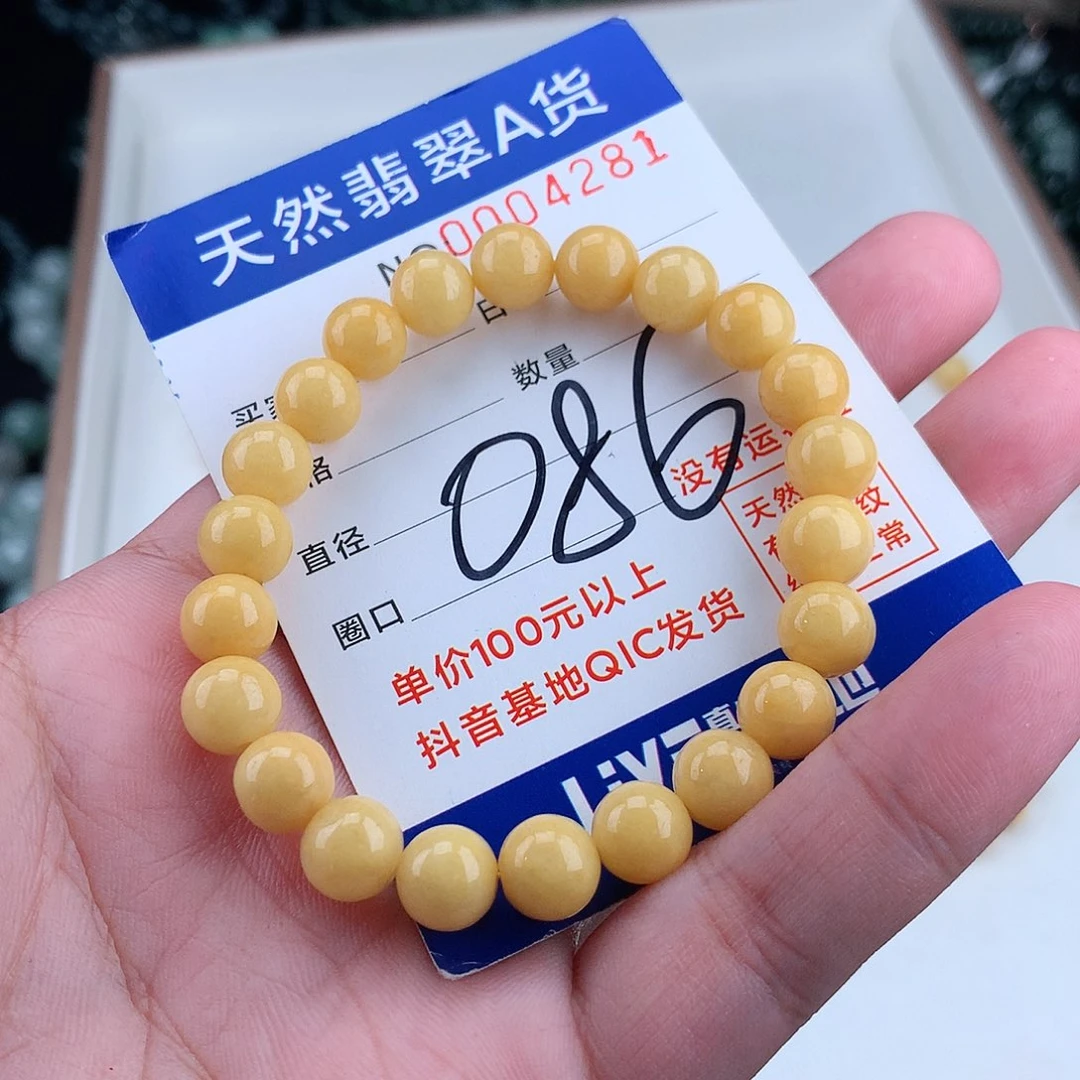 天然翡翠A货
NO0004281
数量
086
直径
没有运
天然 纹
常
圈口
单价100元以上
抖音基地QIC发货